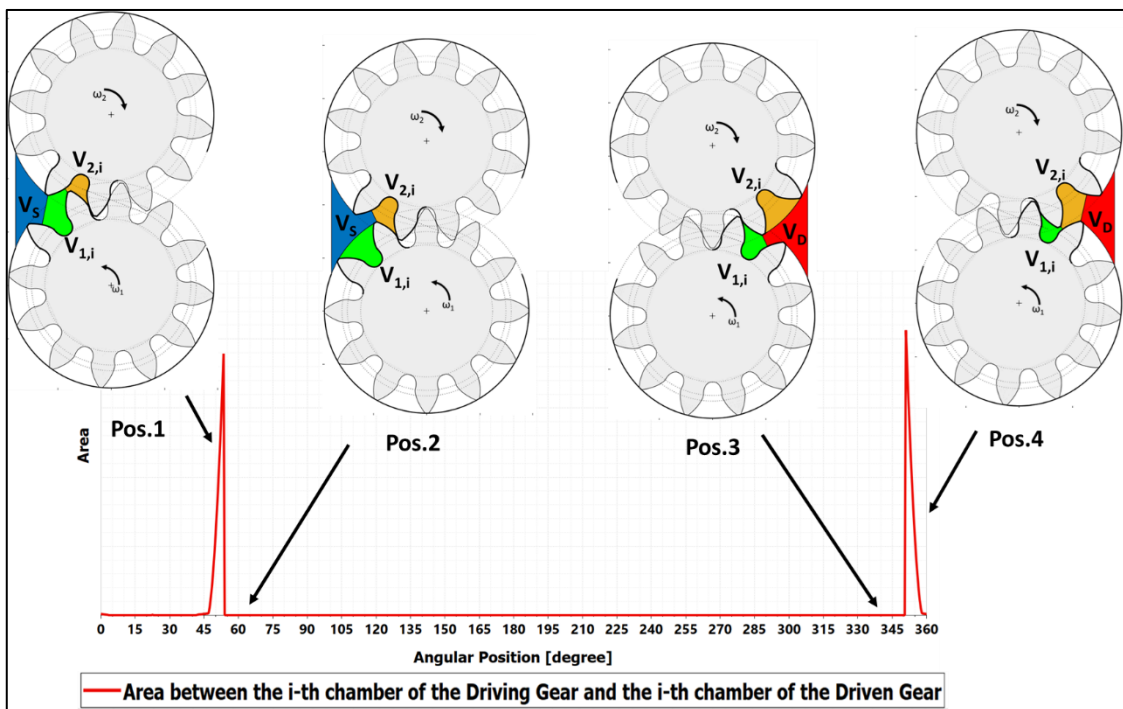 ω2
ω2
ω2
ω2
V2,i
V2,i
V2,i
V2,i
VS
VS
VD
VD
V1,i
V1,i
V1,i
V1,i
ω1
ω1
ω1
ω1
Pos.1
Pos.2
Pos.3
Pos.4
Area
0 15 30 45 60 75 90 105 120 135 142 150 165 180 195 210 225 240 255 270 285 300 315 330 345 360
Angular Position [degree]
Area between the i-th chamber of the Driving Gear and the i-th chamber of the Driven Gear